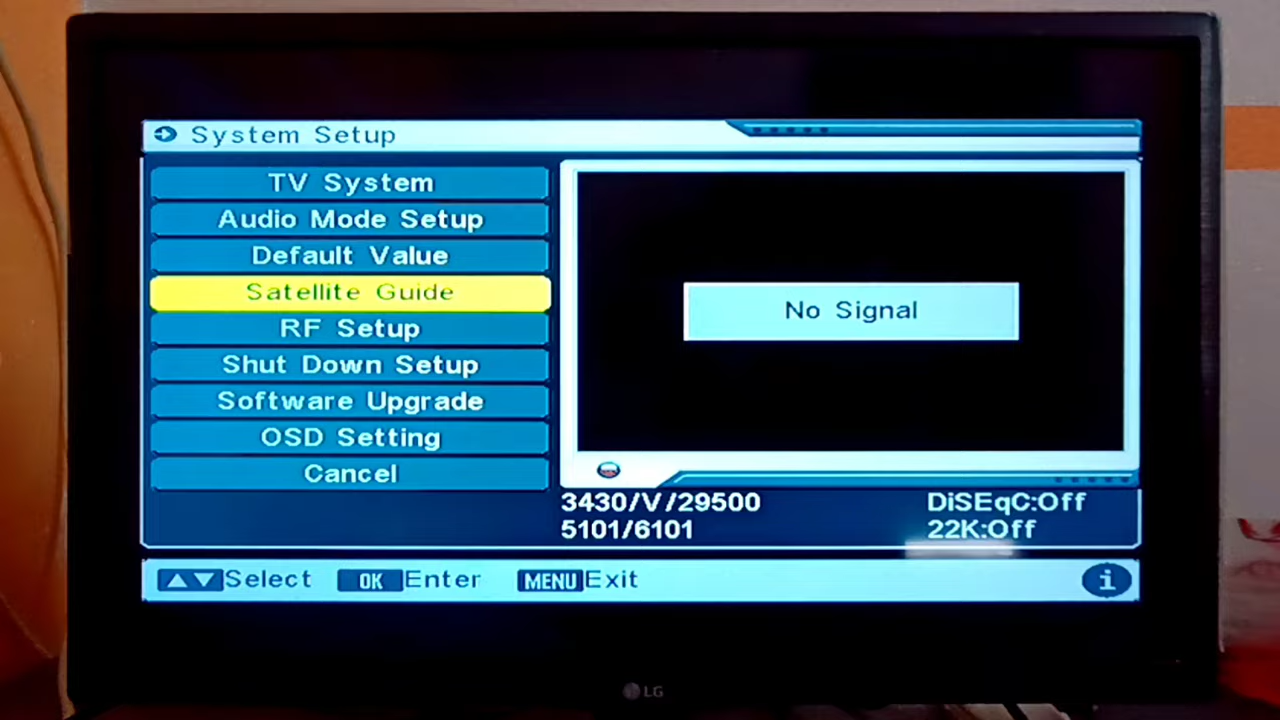 System Setup
TV System
Audio Mode Setup
Default Value
Satellite Guide
RF Setup
Shut Down Setup
Software Upgrade
OSD Setting
Cancel
No Signal
3430/V/29500 DiSEqC:Off
5101/6101 22K:Off
Select OK Enter MENU Exit i
LG